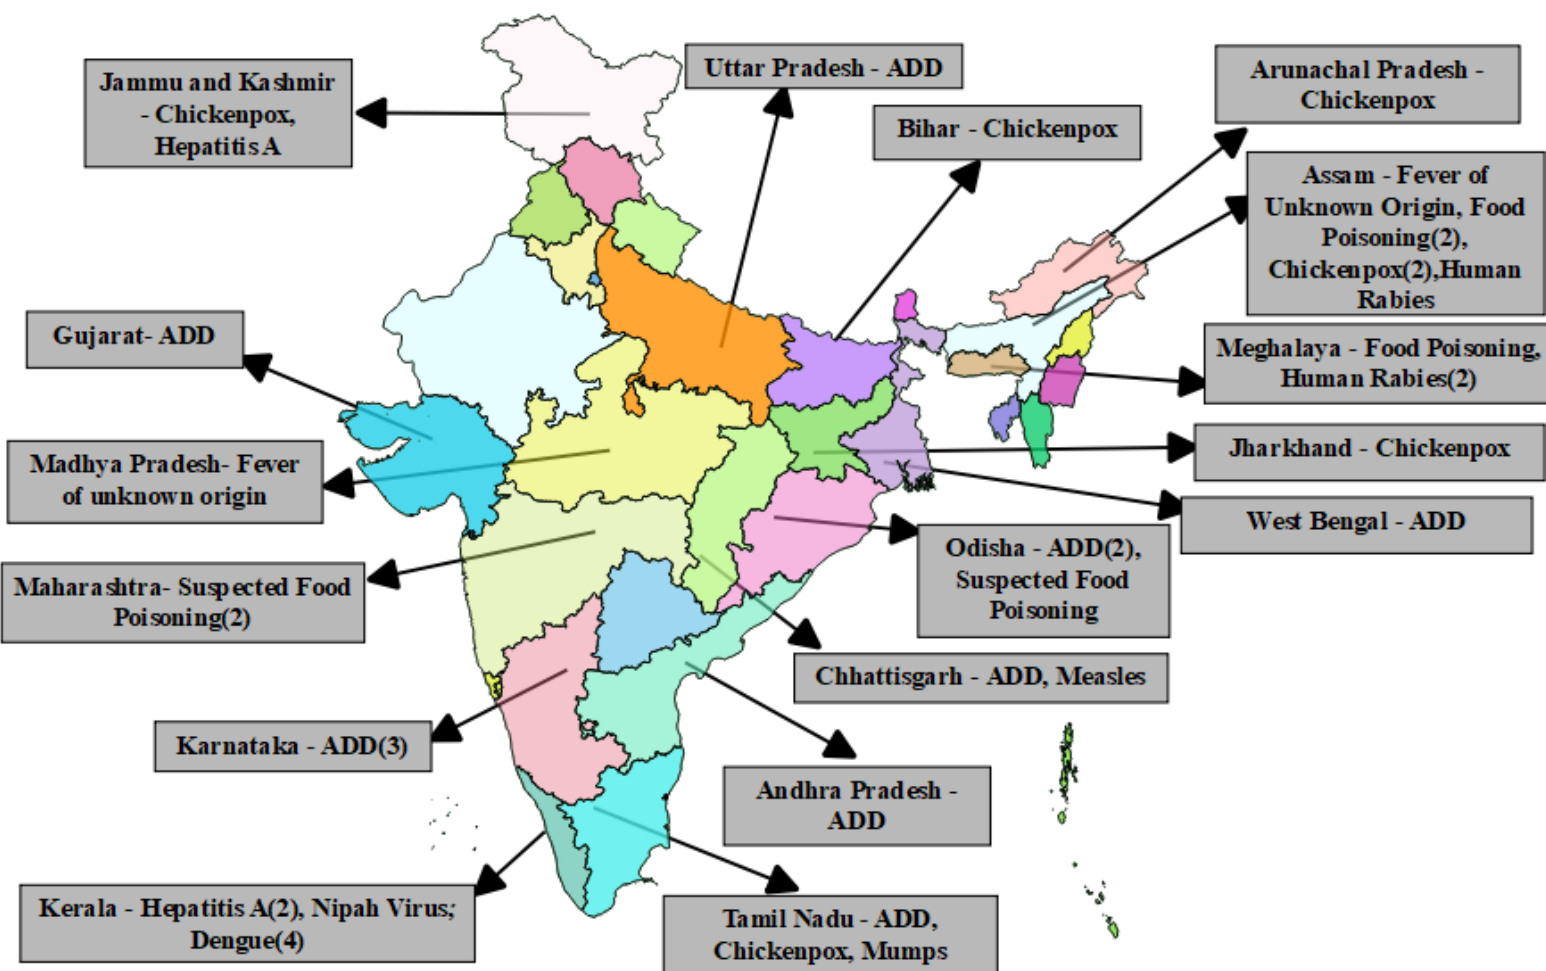 Jammu and Kashmir
- Chickenpox,
Hepatitis A
Uttar Pradesh - ADD
Bihar - Chickenpox
Arunachal Pradesh -
Chickenpox
Assam - Fever of
Unknown Origin, Food
Poisoning(2),
Chickenpox(2),Human
Rabies
Gujarat- ADD
Meghalaya - Food Poisoning,
Human Rabies(2)
Madhya Pradesh- Fever
of unknown origin
Jharkhand - Chickenpox
West Bengal - ADD
Maharashtra- Suspected Food
Poisoning(2)
Odisha - ADD(2),
Suspected Food
Poisoning
Chhattisgarh - ADD, Measles
Karnataka - ADD(3)
Andhra Pradesh -
ADD
Kerala - Hepatitis A(2), Nipah Virus;
Dengue(4)
Tamil Nadu - ADD,
Chickenpox, Mumps